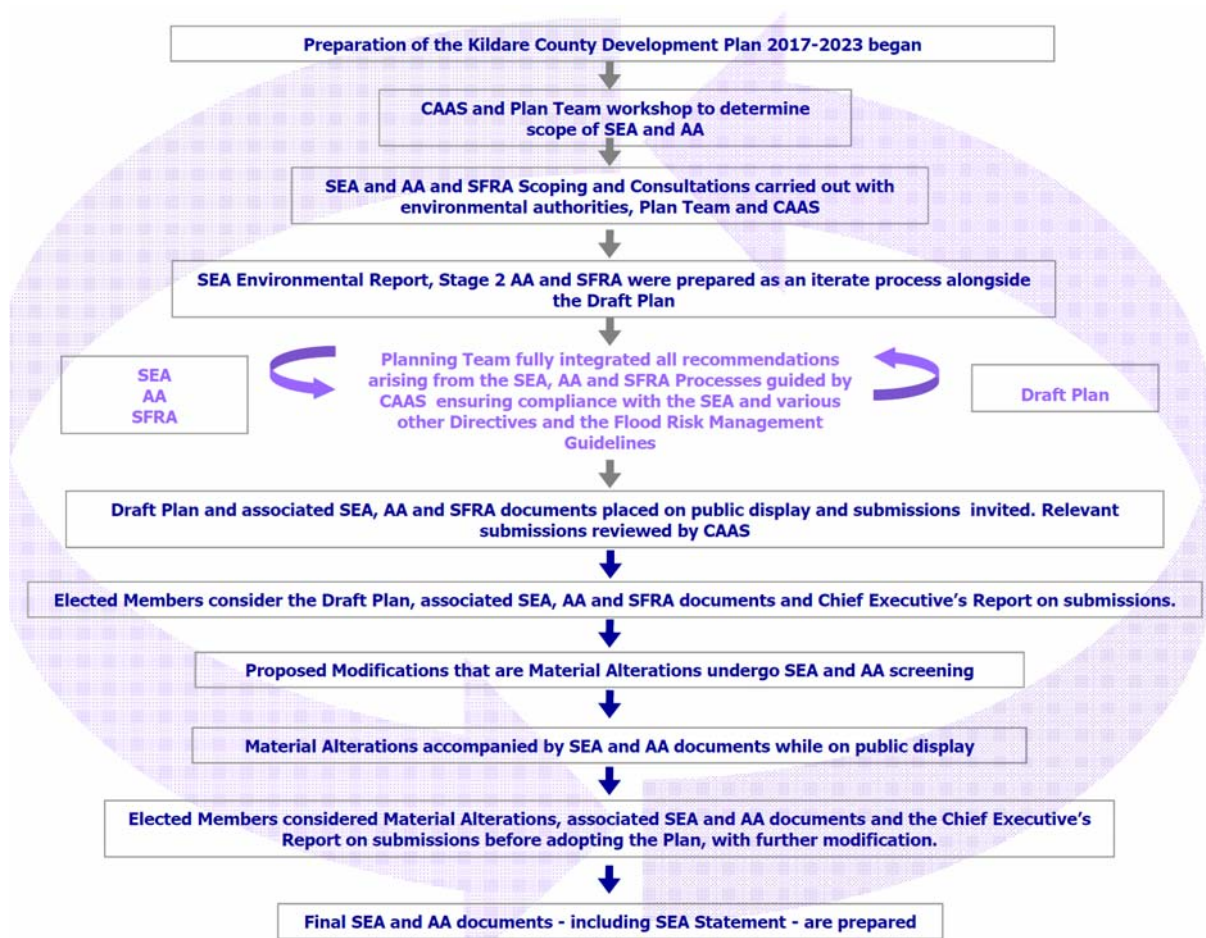 Preparation of the Kildare County Development Plan 2017-2023 began
CAAS and Plan Team workshop to determine
scope of SEA and AA
SEA and AA and SFRA Scoping and Consultations carried out with
environmental authorities, Plan Team and CAAS
SEA Environmental Report, Stage 2 AA and SFRA were prepared as an iterate process alongside
the Draft Plan
SEA
AA
SFRA
Planning Team fully integrated all recommendations
arising from the SEA, AA and SFRA Processes guided by
CAAS ensuring compliance with the SEA and various
other Directives and the Flood Risk Management
Guidelines
Draft Plan
Draft Plan and associated SEA, AA and SFRA documents placed on public display and submissions invited. Relevant
submissions reviewed by CAAS
Elected Members consider the Draft Plan, associated SEA, AA and SFRA documents and Chief Executive's Report on submissions.
Proposed Modifications that are Material Alterations undergo SEA and AA screening
Material Alterations accompanied by SEA and AA documents while on public display
Elected Members considered Material Alterations, associated SEA and AA documents and the Chief Executive's
Report on submissions before adopting the Plan, with further modification.
Final SEA and AA documents - including SEA Statement - are prepared